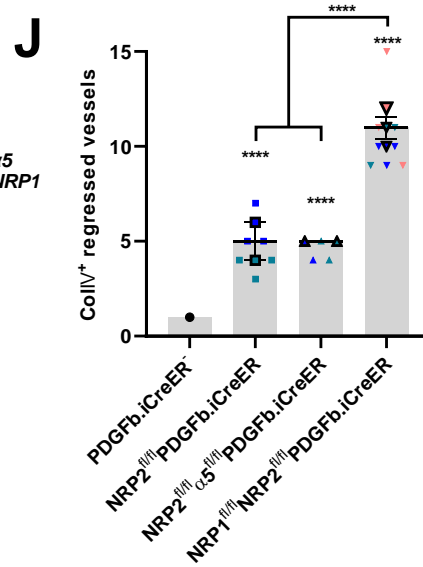 J
α5
NRP1
****
****
****
****
ColIV⁺ regressed vessels
15
10
5
0
PDGFb.iCreER⁻
NRP2ᶠˡ/ᶠˡPDGFb.iCreER
NRP2ᶠˡ/ᶠˡα5ᶠˡ/ᶠˡPDGFb.iCreER
NRP1ᶠˡ/ᶠˡNRP2ᶠˡ/ᶠˡPDGFb.iCreER